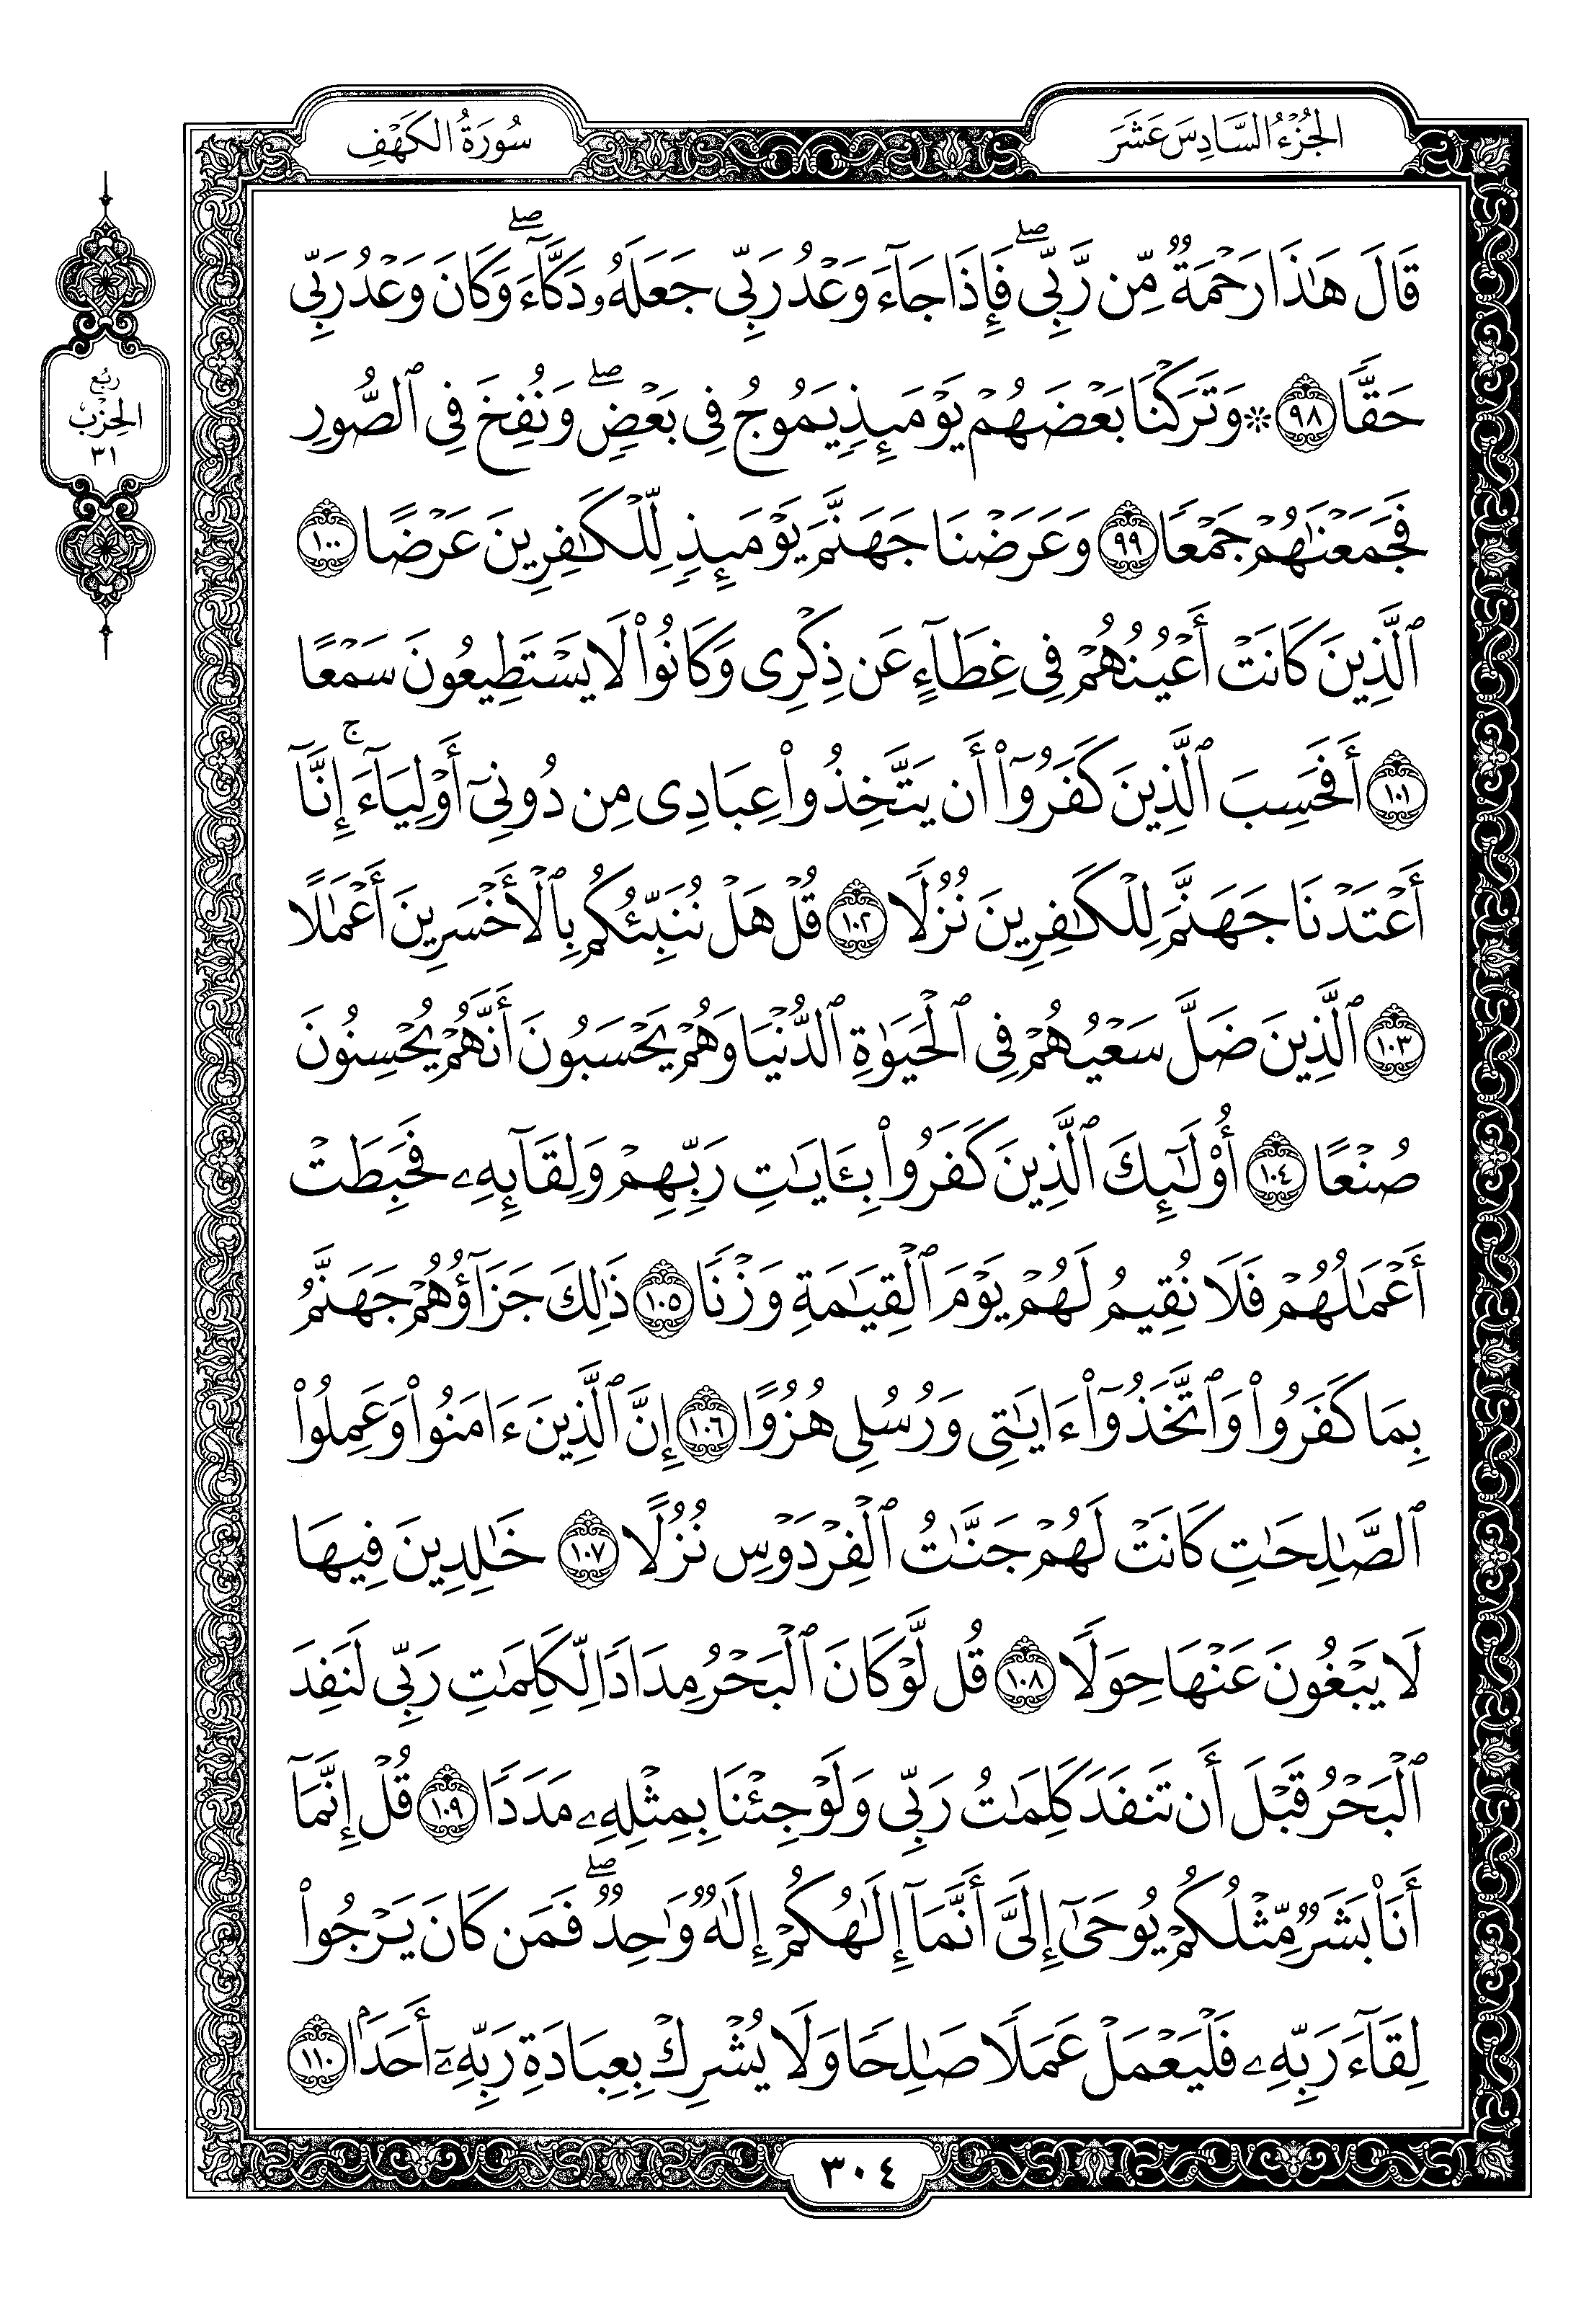 الجُزْءُ السَّادِسَ عَشَرَ
سُورَةُ الكَهْفِ
قَالَ هَٰذَا رَحْمَةٌ مِّن رَّبِّي ۖ فَإِذَا جَآءَ وَعْدُ رَبِّي جَعَلَهُۥ دَكَّآءَ ۖ وَكَانَ وَعْدُ رَبِّي
حَقًّا ٩٨ ۞ وَتَرَكْنَا بَعْضَهُمْ يَوْمَئِذٍ يَمُوجُ فِي بَعْضٍ ۖ وَنُفِخَ فِي ٱلصُّورِ
فَجَمَعْنَٰهُمْ جَمْعًا ٩٩ وَعَرَضْنَا جَهَنَّمَ يَوْمَئِذٍ لِّلْكَٰفِرِينَ عَرْضًا ١٠٠
ٱلَّذِينَ كَانَتْ أَعْيُنُهُمْ فِي غِطَآءٍ عَن ذِكْرِي وَكَانُوا۟ لَا يَسْتَطِيعُونَ سَمْعًا
١٠١ أَفَحَسِبَ ٱلَّذِينَ كَفَرُوٓا۟ أَن يَتَّخِذُوا۟ عِبَادِي مِن دُونِيٓ أَوْلِيَآءَ ۚ إِنَّآ
أَعْتَدْنَا جَهَنَّمَ لِلْكَٰفِرِينَ نُزُلًا ١٠٢ قُلْ هَلْ نُنَبِّئُكُم بِٱلْأَخْسَرِينَ أَعْمَٰلًا
١٠٣ ٱلَّذِينَ ضَلَّ سَعْيُهُمْ فِي ٱلْحَيَوٰةِ ٱلدُّنْيَا وَهُمْ يَحْسَبُونَ أَنَّهُمْ يُحْسِنُونَ
صُنْعًا ١٠٤ أُو۟لَٰٓئِكَ ٱلَّذِينَ كَفَرُوا۟ بِـَٔايَٰتِ رَبِّهِمْ وَلِقَآئِهِۦ فَحَبِطَتْ
أَعْمَٰلُهُمْ فَلَا نُقِيمُ لَهُمْ يَوْمَ ٱلْقِيَٰمَةِ وَزْنًا ١٠٥ ذَٰلِكَ جَزَآؤُهُمْ جَهَنَّمُ
بِمَا كَفَرُوا۟ وَٱتَّخَذُوٓا۟ ءَايَٰتِي وَرُسُلِي هُزُوًا ١٠٦ إِنَّ ٱلَّذِينَ ءَامَنُوا۟ وَعَمِلُوا۟
ٱلصَّٰلِحَٰتِ كَانَتْ لَهُمْ جَنَّٰتُ ٱلْفِرْدَوْسِ نُزُلًا ١٠٧ خَٰلِدِينَ فِيهَا
لَا يَبْغُونَ عَنْهَا حِوَلًا ١٠٨ قُل لَّوْ كَانَ ٱلْبَحْرُ مِدَادًا لِّكَلِمَٰتِ رَبِّي لَنَفِدَ
ٱلْبَحْرُ قَبْلَ أَن تَنفَدَ كَلِمَٰتُ رَبِّي وَلَوْ جِئْنَا بِمِثْلِهِۦ مَدَدًا ١٠٩ قُلْ إِنَّمَآ
أَنَا۠ بَشَرٌ مِّثْلُكُمْ يُوحَىٰٓ إِلَيَّ أَنَّمَآ إِلَٰهُكُمْ إِلَٰهٌ وَٰحِدٌ ۖ فَمَن كَانَ يَرْجُوا۟
لِقَآءَ رَبِّهِۦ فَلْيَعْمَلْ عَمَلًا صَٰلِحًا وَلَا يُشْرِكْ بِعِبَادَةِ رَبِّهِۦٓ أَحَدًۢا ١١٠
رُبع
الحِزْب
٣١
٣٠٤